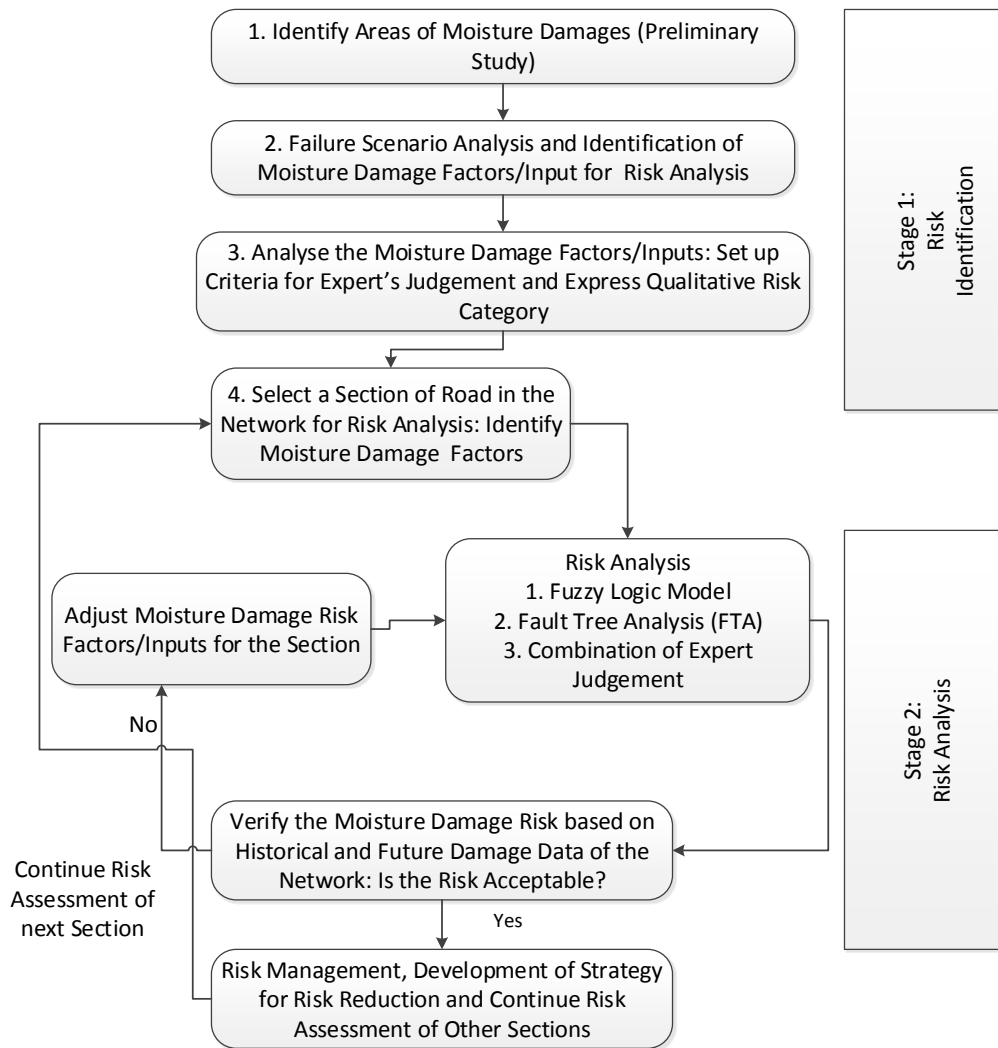 1. Identify Areas of Moisture Damages (Preliminary
Study)
2. Failure Scenario Analysis and Identification of
Moisture Damage Factors/Input for Risk Analysis
3. Analyse the Moisture Damage Factors/Inputs: Set up
Criteria for Expert’s Judgement and Express Qualitative Risk
Category
4. Select a Section of Road in the
Network for Risk Analysis: Identify
Moisture Damage Factors
Stage 1:
Risk
Identification
Risk Analysis
1. Fuzzy Logic Model
2. Fault Tree Analysis (FTA)
3. Combination of Expert
Judgement
Adjust Moisture Damage Risk
Factors/Inputs for the Section
No
Stage 2:
Risk Analysis
Verify the Moisture Damage Risk based on
Historical and Future Damage Data of the
Network: Is the Risk Acceptable?
Continue Risk
Assessment of
next Section
Yes
Risk Management, Development of Strategy
for Risk Reduction and Continue Risk
Assessment of Other Sections